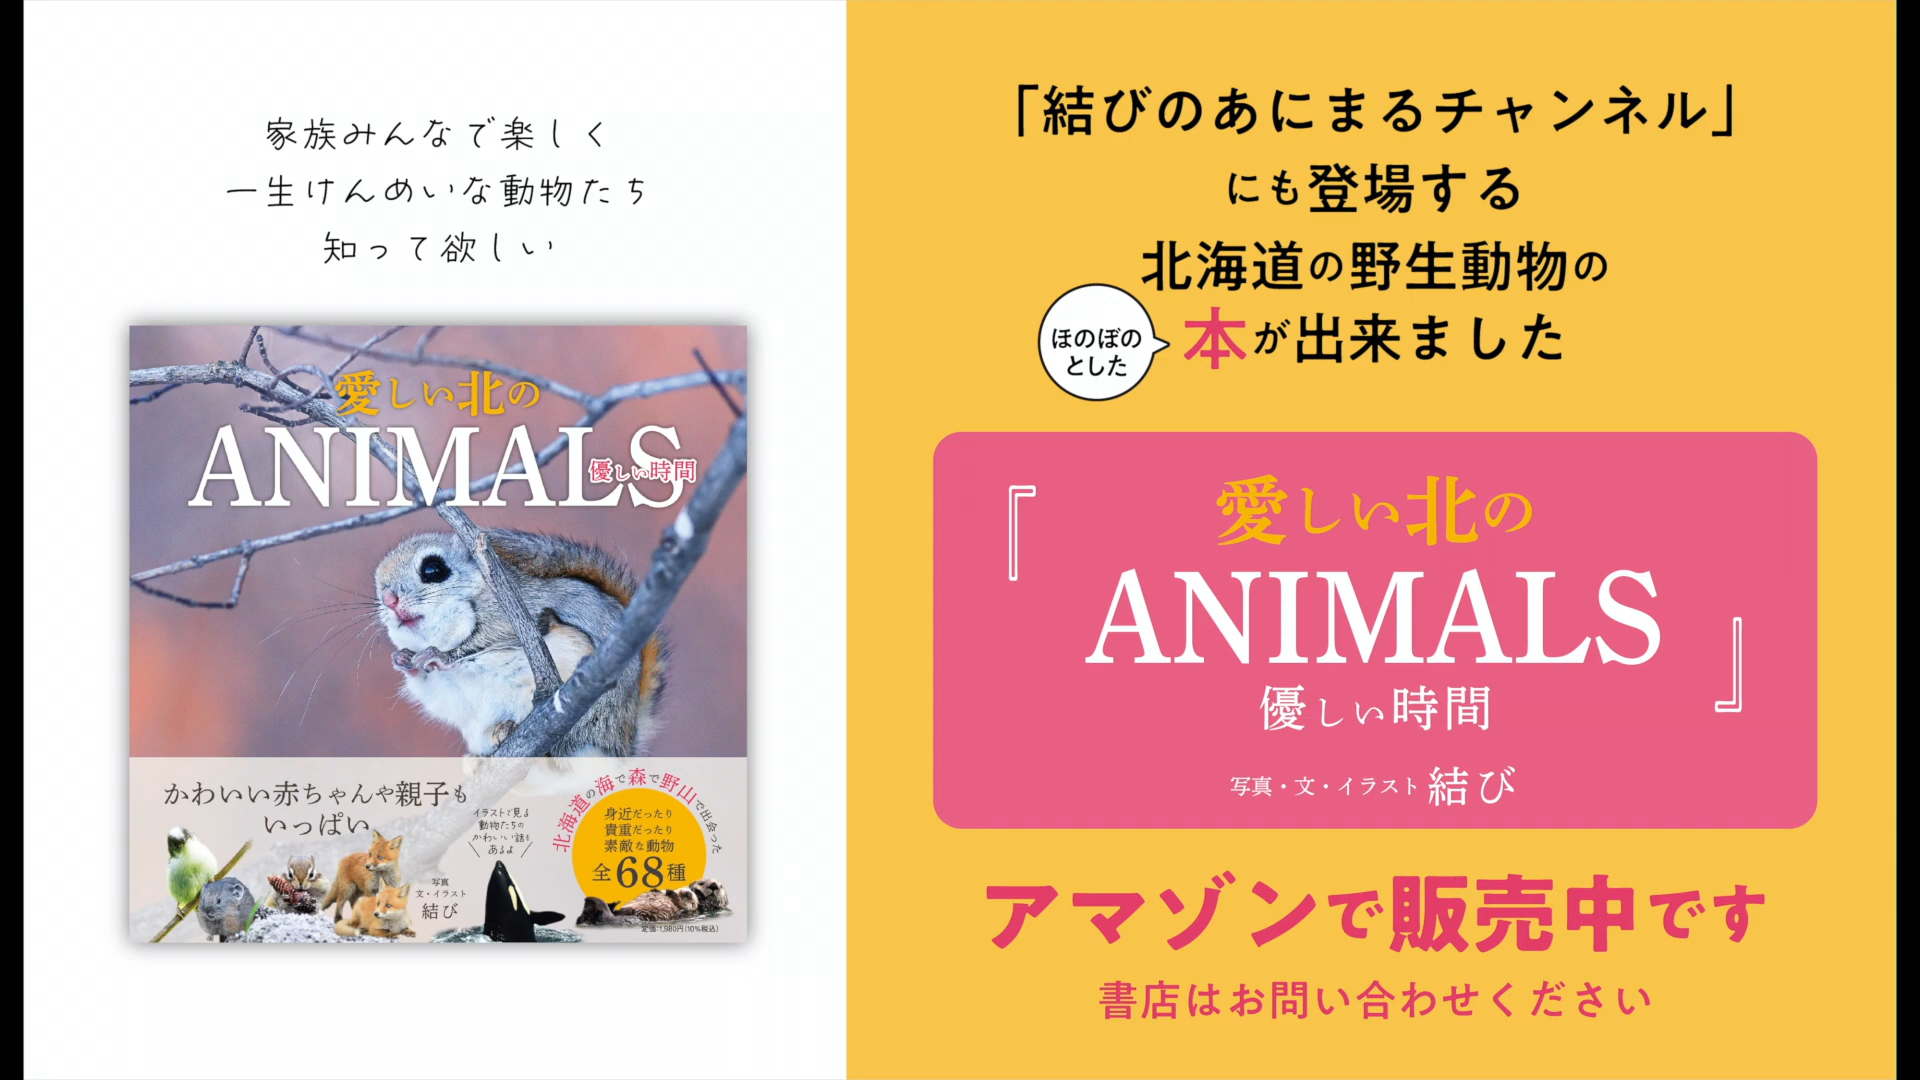 家族みんなで楽しく
一生けんめいな動物たち
知って欲しい
愛しい北の
ANIMALS
優しい時間
かわいい赤ちゃんや親子も
いっぱい
イラストで見る
動物たちの
かわいい話も
あるよ
写真
文・イラスト
結び
北海道の海で森で野山で出会った
身近だったり
貴重だったり
素敵な動物
全68種
定価:1,980円(10%税込)
「結びのあにまるチャンネル」
にも登場する
北海道の野生動物の
ほのぼの
とした
本が出来ました
『愛しい北の
ANIMALS
優しい時間』
写真・文・イラスト 結び
アマゾンで販売中です
書店はお問い合わせください